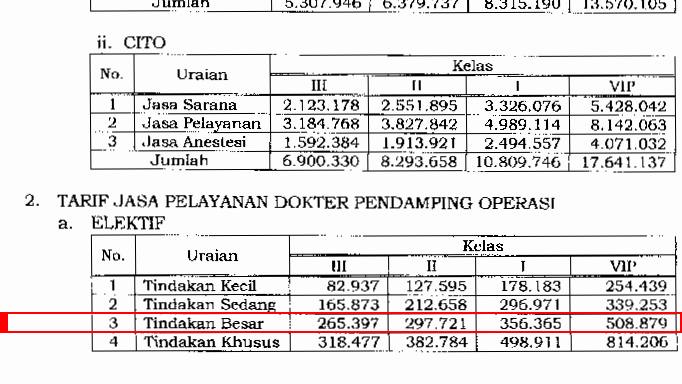 Jumlah 5.307.946 6.379.737 8.315.190 13.570.105
ii. CITO
No. Uraian Kelas
III II I VIP
1 Jasa Sarana 2.123.178 2.551.895 3.326.076 5.428.042
2 Jasa Pelayanan 3.184.768 3.827.842 4.989.114 8.142.063
3 Jasa Anestesi 1.592.384 1.913.921 2.494.557 4.071.032
Jumlah 6.900.330 8.293.658 10.809.746 17.641.137
2. TARIF JASA PELAYANAN DOKTER PENDAMPING OPERASI
a. ELEKTIF
No. Uraian Kelas
III II I VIP
1 Tindakan Kecil 82.937 127.595 178.183 254.439
2 Tindakan Sedang 165.873 212.658 296.971 339.253
3 Tindakan Besar 265.397 297.721 356.365 508.879
4 Tindakan Khusus 318.477 382.784 498.911 814.206